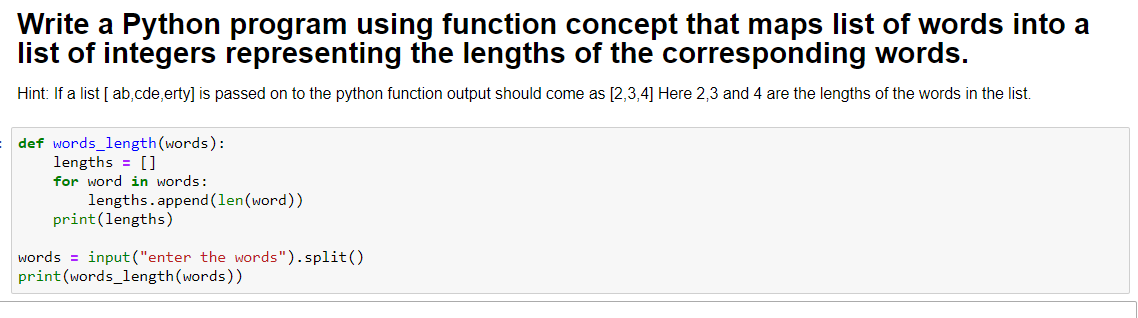 Write a Python program using function concept that maps list of words into a
list of integers representing the lengths of the corresponding words.
Hint: If a list [ ab,cde,erty] is passed on to the python function output should come as [2,3,4] Here 2,3 and 4 are the lengths of the words in the list.
: def words_length(words):
    lengths = []
    for word in words:
        lengths.append(len(word))
    print(lengths)
words = input("enter the words").split()
print(words_length(words))